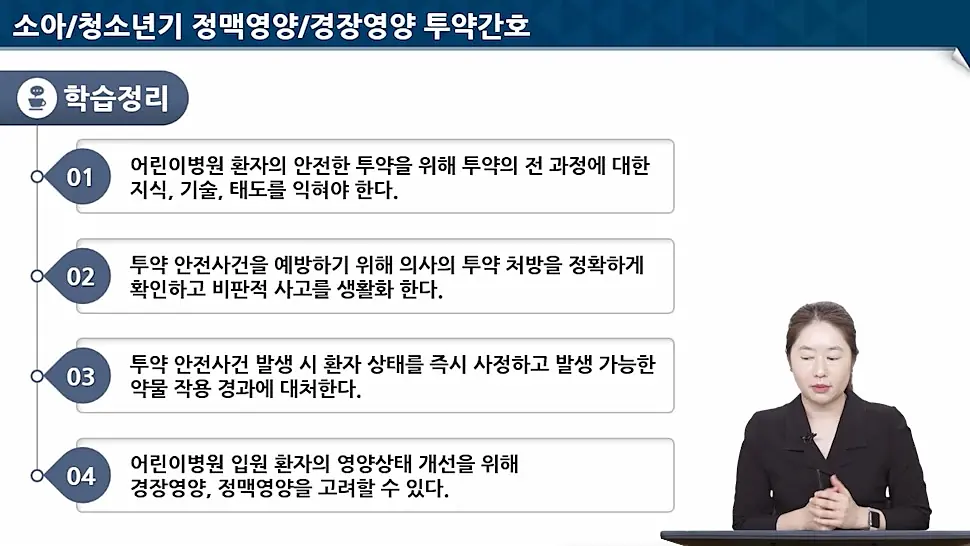 소아/청소년기 정맥영양/경장영양 투약간호
학습정리
01
어린이병원 환자의 안전한 투약을 위해 투약의 전 과정에 대한
지식, 기술, 태도를 익혀야 한다.
02
투약 안전사건을 예방하기 위해 의사의 투약 처방을 정확하게
확인하고 비판적 사고를 생활화 한다.
03
투약 안전사건 발생 시 환자 상태를 즉시 사정하고 발생 가능한
약물 작용 경과에 대처한다.
04
어린이병원 입원 환자의 영양상태 개선을 위해
경장영양, 정맥영양을 고려할 수 있다.